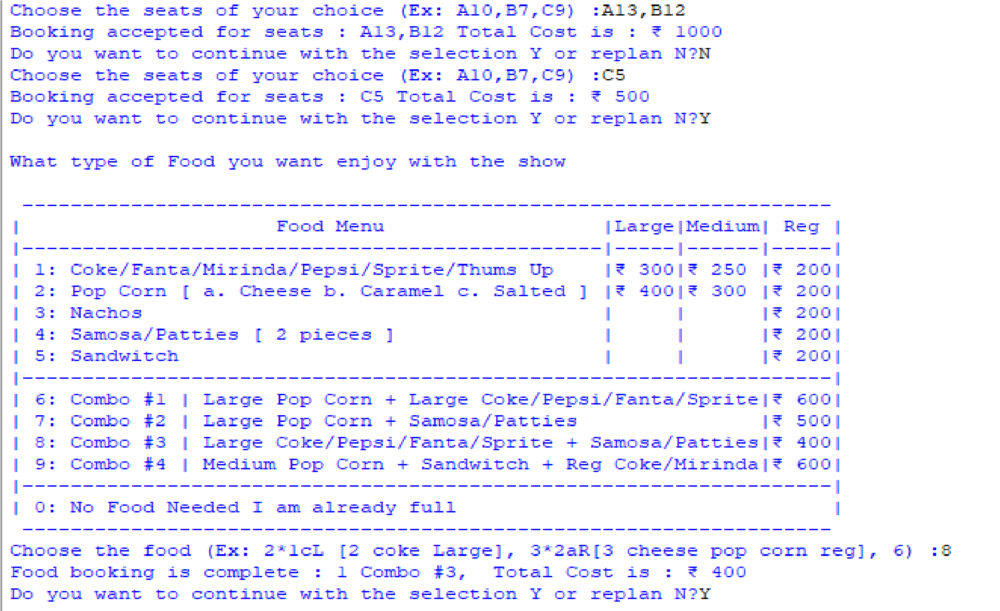 Choose the seats of your choice (Ex: A10,B7,C9) :A13,B12
Booking accepted for seats : A13,B12 Total Cost is : ₹ 1000
Do you want to continue with the selection Y or replan N?N
Choose the seats of your choice (Ex: A10,B7,C9) :C5
Booking accepted for seats : C5 Total Cost is : ₹ 500
Do you want to continue with the selection Y or replan N?Y
What type of Food you want enjoy with the show
-------------------------------------------------------------------
| Food Menu |Large|Medium| Reg |
|------------------------------------------------|-----|------|-----|
| 1: Coke/Fanta/Mirinda/Pepsi/Sprite/Thums Up |₹ 300|₹ 250 |₹ 200|
| 2: Pop Corn [ a. Cheese b. Caramel c. Salted ] |₹ 400|₹ 300 |₹ 200|
| 3: Nachos | | |₹ 200|
| 4: Samosa/Patties [ 2 pieces ] | | |₹ 200|
| 5: Sandwitch | | |₹ 200|
|-------------------------------------------------------------------|
| 6: Combo #1 | Large Pop Corn + Large Coke/Pepsi/Fanta/Sprite|₹ 600|
| 7: Combo #2 | Large Pop Corn + Samosa/Patties |₹ 500|
| 8: Combo #3 | Large Coke/Pepsi/Fanta/Sprite + Samosa/Patties|₹ 400|
| 9: Combo #4 | Medium Pop Corn + Sandwitch + Reg Coke/Mirinda|₹ 600|
|-------------------------------------------------------------------|
| 0: No Food Needed I am already full |
-------------------------------------------------------------------
Choose the food (Ex: 2*1cL [2 coke Large], 3*2aR[3 cheese pop corn reg], 6) :8
Food booking is complete : 1 Combo #3, Total Cost is : ₹ 400
Do you want to continue with the selection Y or replan N?Y